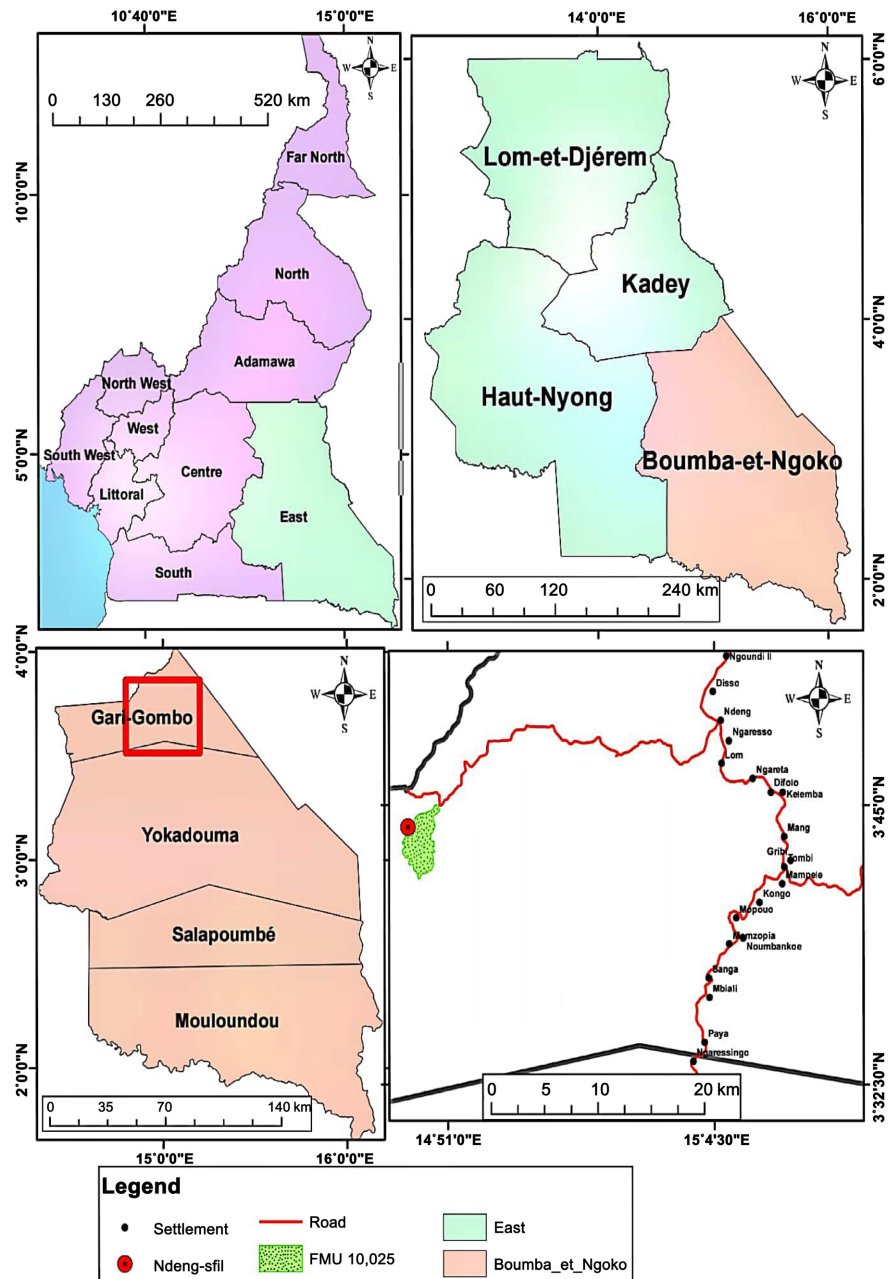 10°4'0"E
15°0'0"E
N
W
E
S
0
130
260
520 km
Far North
10°0'0"N
North
Adamawa
North West
West
South West
Centre
5°0'0"N
Littoral
East
South
14°0'0"E
16°0'0"E
6°0'0"N
N
W
E
S
Lom-et-Djérem
Kadey
4°0'0"N
Haut-Nyong
Boumba-et-Ngoko
2°0'0"N
0
60
120
240 km
4°0'0"N
N
W
E
S
Gari-Gombo
Yokadouma
3°0'0"N
Salapoumbé
Mouloundou
2°0'0"N
0
35
70
140 km
15°0'0"E
16°0'0"E
Ngoundi II
N
W
E
S
Disso
Ndeng
Ngaresso
Lom
Ngareta
Difolo
Kelemba
3°45'0"N
Mang
Gribi
Tombi
Mampele
Kongo
Mopouo
Momzopia
Noumbankoe
Banga
Mbiali
Paya
Ngaressingo
3°32'30"N
0
5
10
20 km
14°51'0"E
15°4'30"E
Legend
Settlement
Road
East
Ndeng-sfil
FMU 10,025
Boumba_et_Ngoko